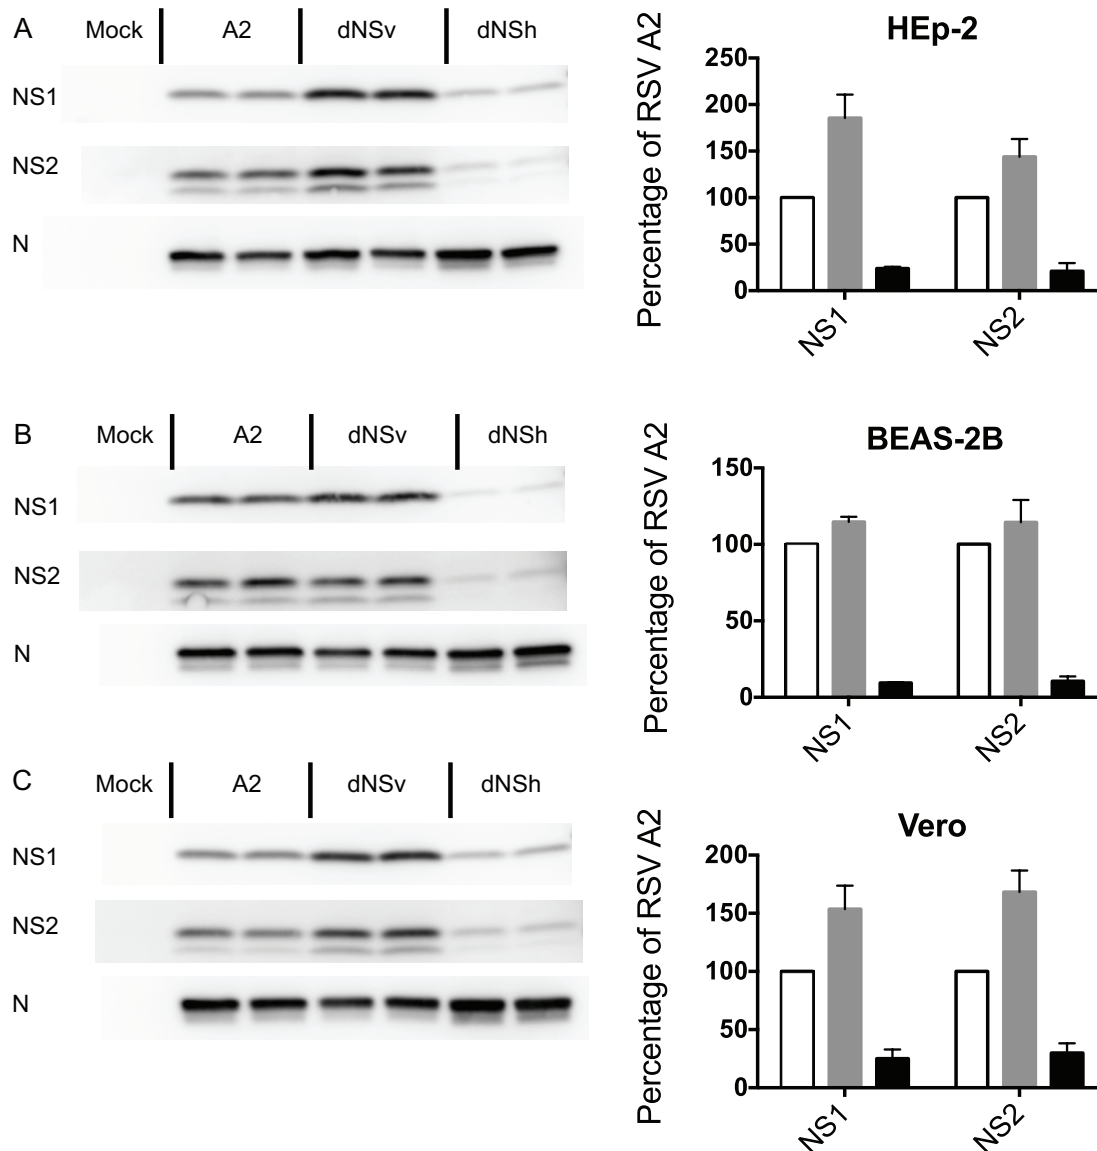 A Mock A2 dNSv dNSh
NS1
NS2
N
HEp-2
Percentage of RSV A2
250
200
150
100
50
0
NS1 NS2
B Mock A2 dNSv dNSh
NS1
NS2
N
BEAS-2B
Percentage of RSV A2
150
100
50
0
NS1 NS2
C Mock A2 dNSv dNSh
NS1
NS2
N
Vero
Percentage of RSV A2
200
150
100
50
0
NS1 NS2